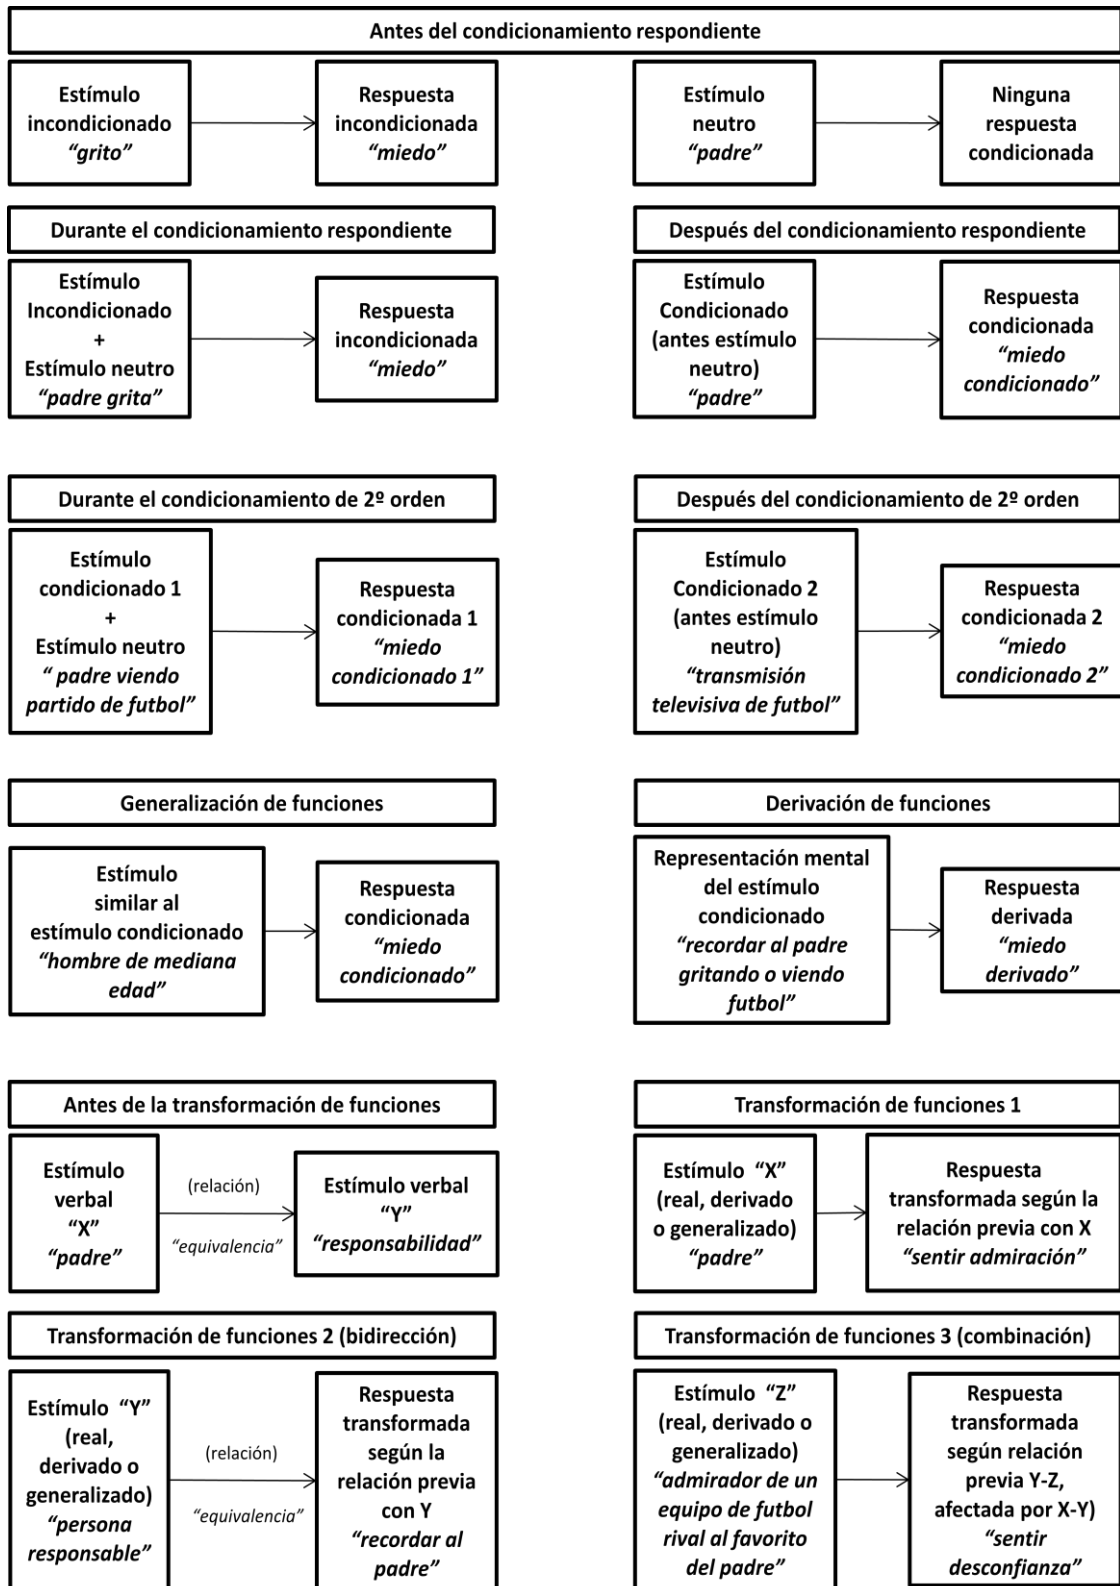 Antes del condicionamiento respondiente
Estímulo
incondicionado
“grito”
Respuesta
incondicionada
“miedo”
Estímulo
neutro
“padre”
Ninguna
respuesta
condicionada
Durante el condicionamiento respondiente
Después del condicionamiento respondiente
Estímulo
Incondicionado
+
Estímulo neutro
“padre grita”
Respuesta
incondicionada
“miedo”
Estímulo
Condicionado
(antes estímulo
neutro)
“padre”
Respuesta
condicionada
“miedo
condicionado”
Durante el condicionamiento de 2º orden
Después del condicionamiento de 2º orden
Estímulo
condicionado 1
+
Estímulo neutro
“ padre viendo
partido de futbol”
Respuesta
condicionada 1
“miedo
condicionado 1”
Estímulo
Condicionado 2
(antes estímulo
neutro)
“transmisión
televisiva de futbol”
Respuesta
condicionada 2
“miedo
condicionado 2”
Generalización de funciones
Derivación de funciones
Estímulo
similar al
estímulo condicionado
“hombre de mediana
edad”
Respuesta
condicionada
“miedo
condicionado”
Representación mental
del estímulo
condicionado
“recordar al padre
gritando o viendo
futbol”
Respuesta
derivada
“miedo
derivado”
Antes de la transformación de funciones
Transformación de funciones 1
Estímulo
verbal
“X”
“padre”
(relación)
“equivalencia”
Estímulo verbal
“Y”
“responsabilidad”
Estímulo “X”
(real, derivado
o generalizado)
“padre”
Respuesta
transformada según la
relación previa con X
“sentir admiración”
Transformación de funciones 2 (bidirección)
Transformación de funciones 3 (combinación)
Estímulo “Y”
(real,
derivado o
generalizado)
“persona
responsable”
(relación)
“equivalencia”
Respuesta
transformada
según la
relación previa
con Y
“recordar al
padre”
Estímulo “Z”
(real, derivado o
generalizado)
“admirador de un
equipo de futbol
rival al favorito
del padre”
Respuesta
transformada
según relación
previa Y-Z,
afectada por X-Y)
“sentir
desconfianza”